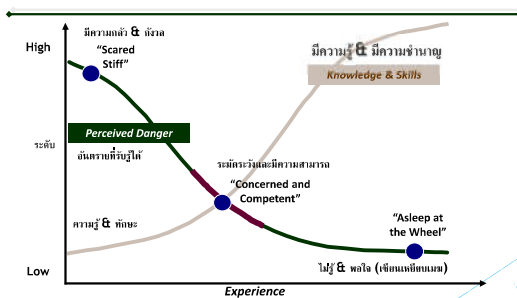 มีความกลัว & กังวล
High
“Scared
Stiff”
มีความรู้ & มีความชำนาญ
Knowledge & Skills
Perceived Danger
ระดับ
อันตรายที่รับรู้ได้
ระมัดระวังและมีความสามารถ
“Concerned and
Competent”
“Asleep at
the Wheel”
ความรู้ & ทักษะ
ไม่รู้ & พอใจ (เซียนเหยียบเมฆ)
Low
Experience